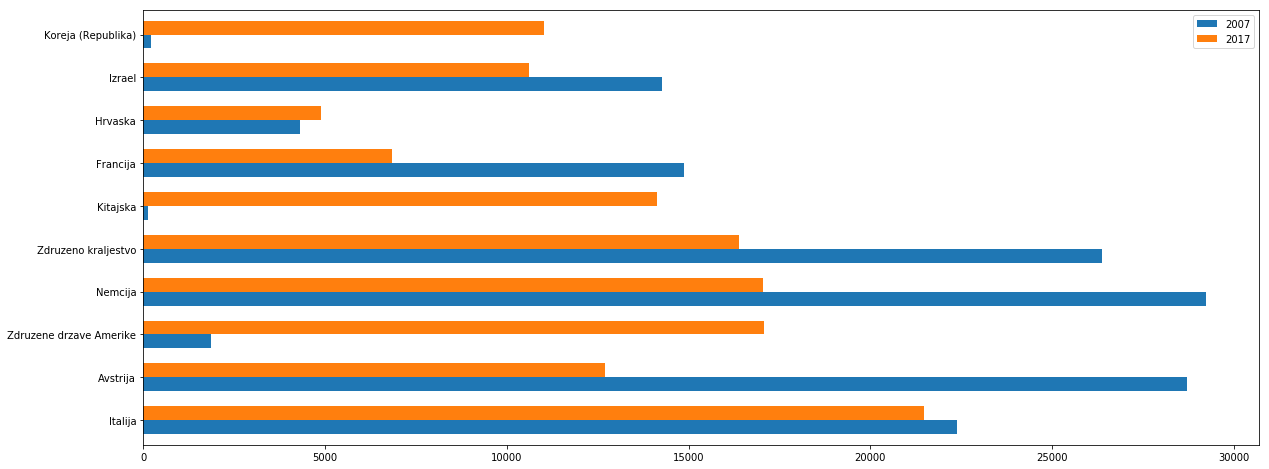 2007
2017
Koreja (Republika)
Izrael
Hrvaska
Francija
Kitajska
Zdruzeno kraljestvo
Nemcija
Zdruzene drzave Amerike
Avstrija
Italija
0 5000 10000 15000 20000 25000 30000